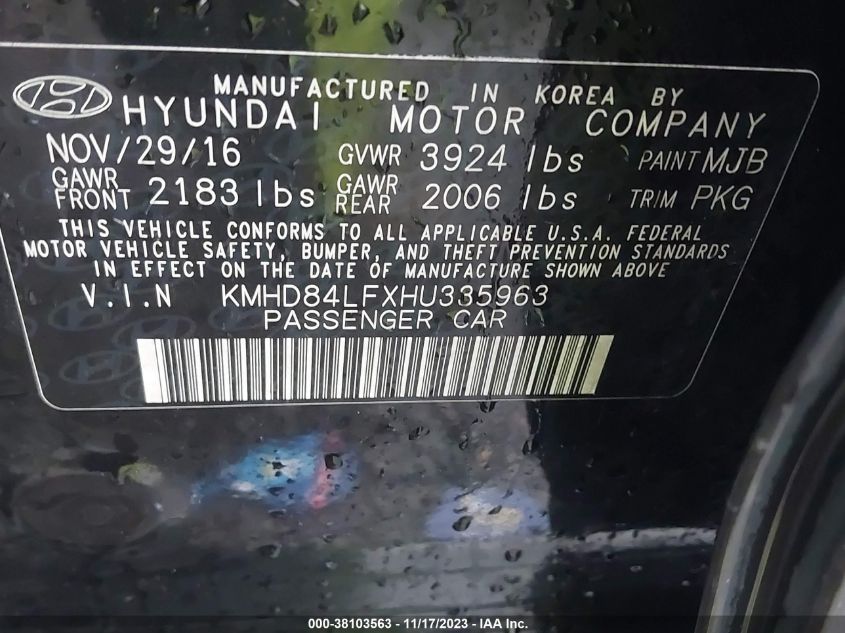 MANUFACTURED IN KOREA BY
HYUNDAI MOTOR COMPANY
NOV/29/16 GVWR 3924 lbs PAINT MJB
GAWR FRONT 2183 lbs GAWR REAR 2006 lbs TRIM PKG
THIS VEHICLE CONFORMS TO ALL APPLICABLE U.S.A. FEDERAL
MOTOR VEHICLE SAFETY, BUMPER, AND THEFT PREVENTION STANDARDS
IN EFFECT ON THE DATE OF MANUFACTURE SHOWN ABOVE
V.I.N KMHD84LFXHU335963
PASSENGER CAR
000-38103563 - 11/17/2023 - IAA Inc.